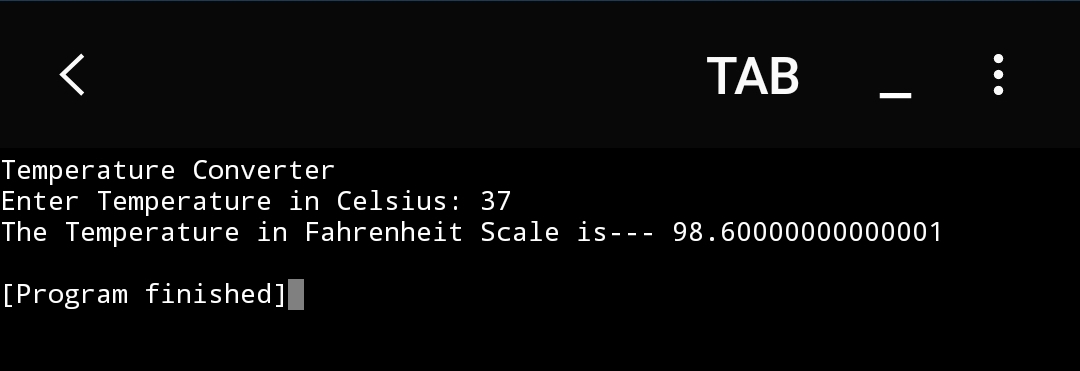 TAB _
Temperature Converter
Enter Temperature in Celsius: 37
The Temperature in Fahrenheit Scale is--- 98.60000000000001
[Program finished]